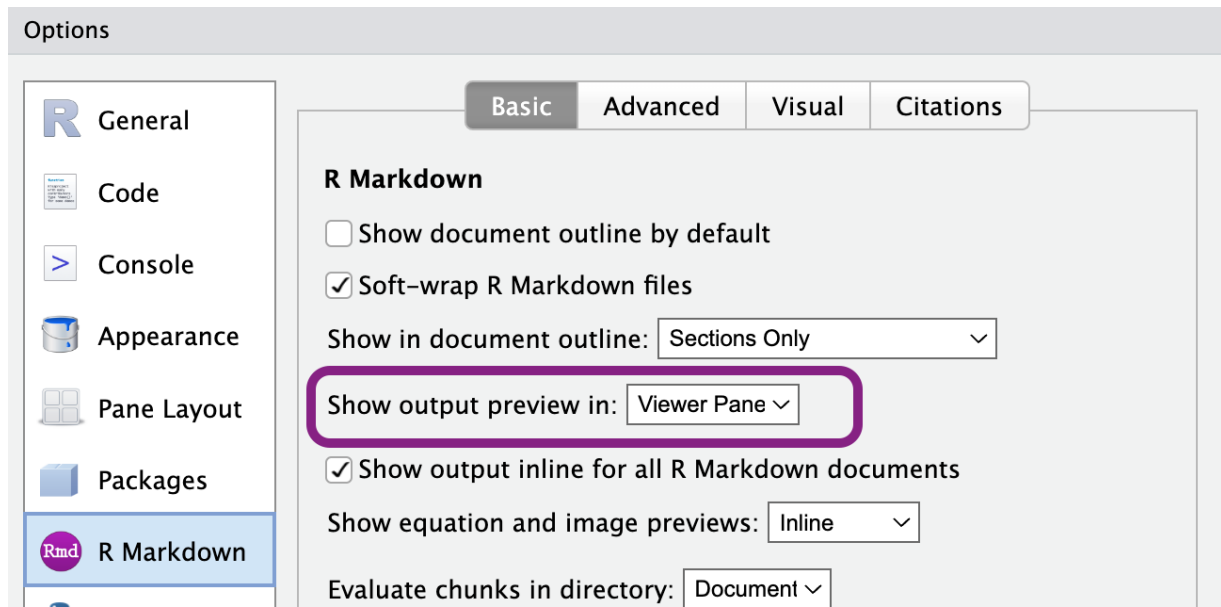 Options
General
Code
Console
Appearance
Pane Layout
Packages
Rmd R Markdown
Basic Advanced Visual Citations
R Markdown
Show document outline by default
Soft-wrap R Markdown files
Show in document outline: Sections Only
Show output preview in: Viewer Pane
Show output inline for all R Markdown documents
Show equation and image previews: Inline
Evaluate chunks in directory: Document